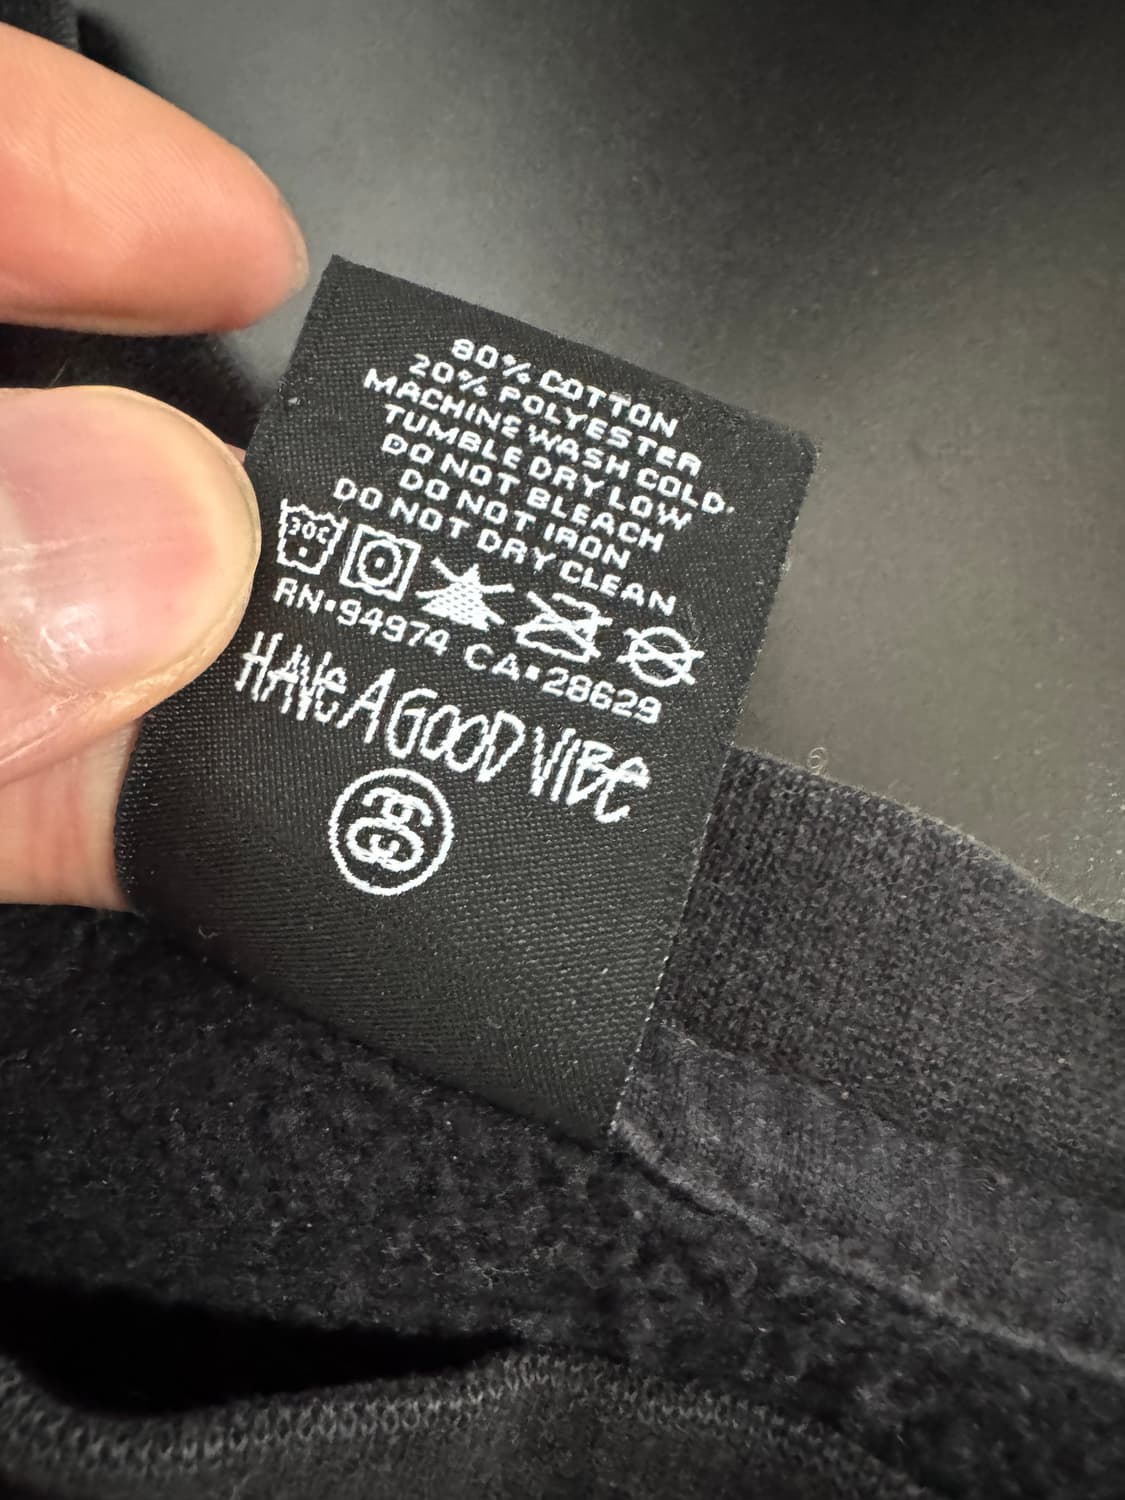 80% COTTON
20% POLYESTER
MACHINE WASH COLD.
TUMBLE DRY LOW
DO NOT BLEACH
DO NOT IRON
DO NOT DRY CLEAN
30C
RN•94974 CA•28629
HAVE A GOOD VIBE